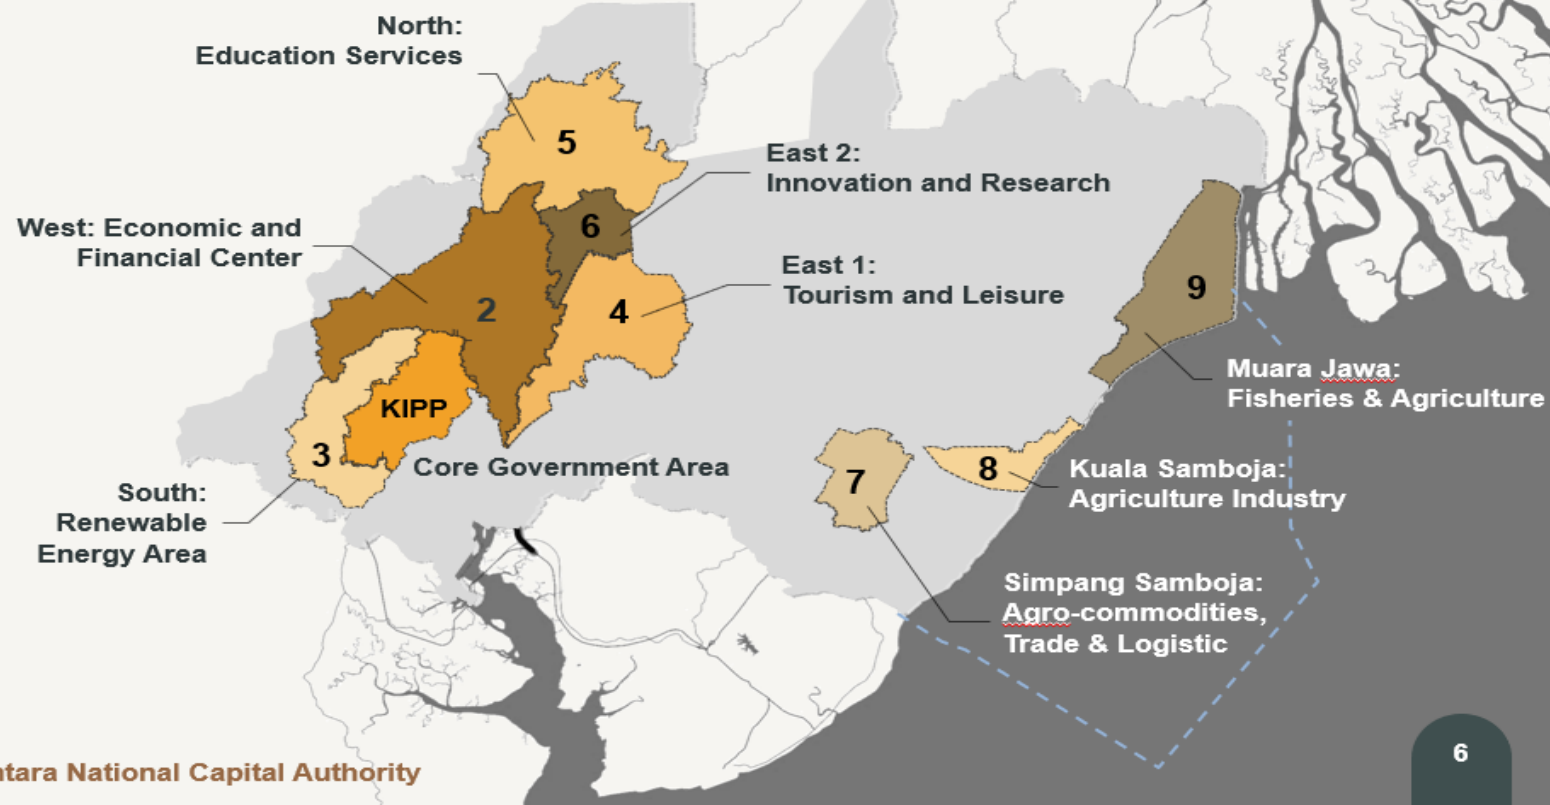 North:
Education Services
5
East 2:
Innovation and Research
6
West: Economic and
Financial Center
2
East 1:
Tourism and Leisure
4
9
Muara Jawa:
Fisheries & Agriculture
KIPP
3
Core Government Area
7
8
Kuala Samboja:
Agriculture Industry
South:
Renewable
Energy Area
Simpang Samboja:
Agro-commodities,
Trade & Logistic
ntara National Capital Authority
6